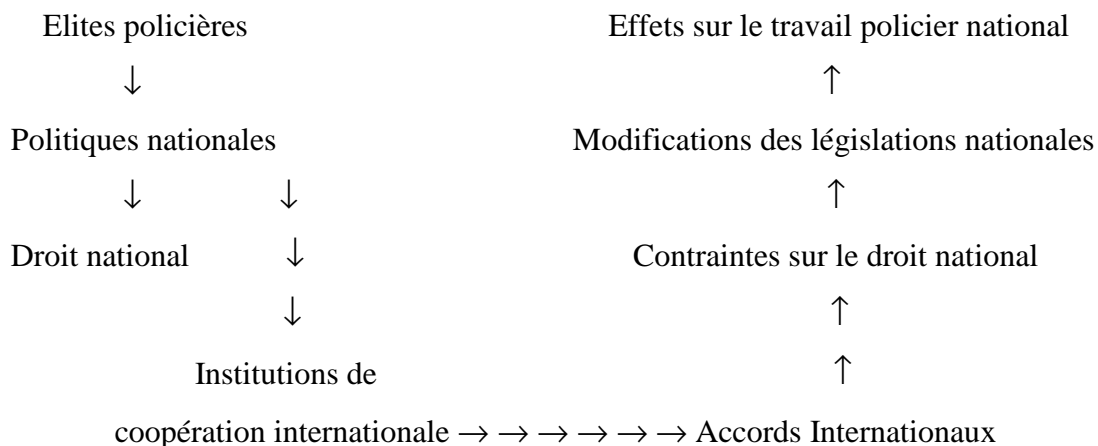 Elites policières Effets sur le travail policier national
↓ ↑
Politiques nationales Modifications des législations nationales
↓ ↓ ↑
Droit national ↓ Contraintes sur le droit national
↓ ↑
Institutions de ↑
coopération internationale → → → → → → Accords Internationaux